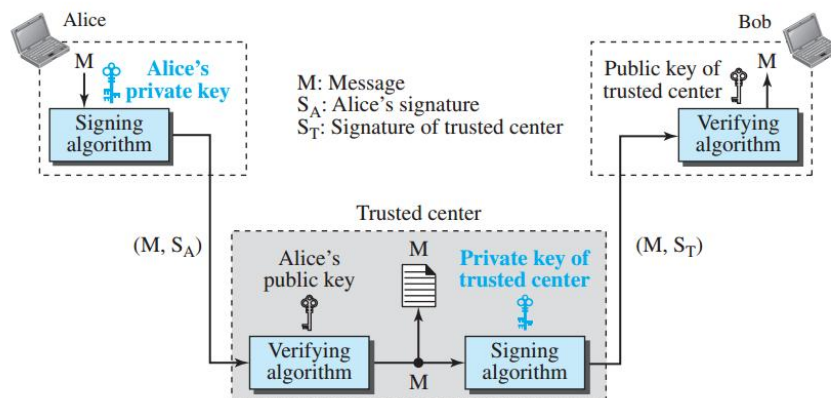 Alice
M
Alice's
private key
Signing
algorithm
M: Message
S_A: Alice's signature
S_T: Signature of trusted center
Bob
Public key of
trusted center
M
Verifying
algorithm
(M, S_A)
Trusted center
Alice's
public key
M
Private key of
trusted center
(M, S_T)
Verifying
algorithm
M
Signing
algorithm